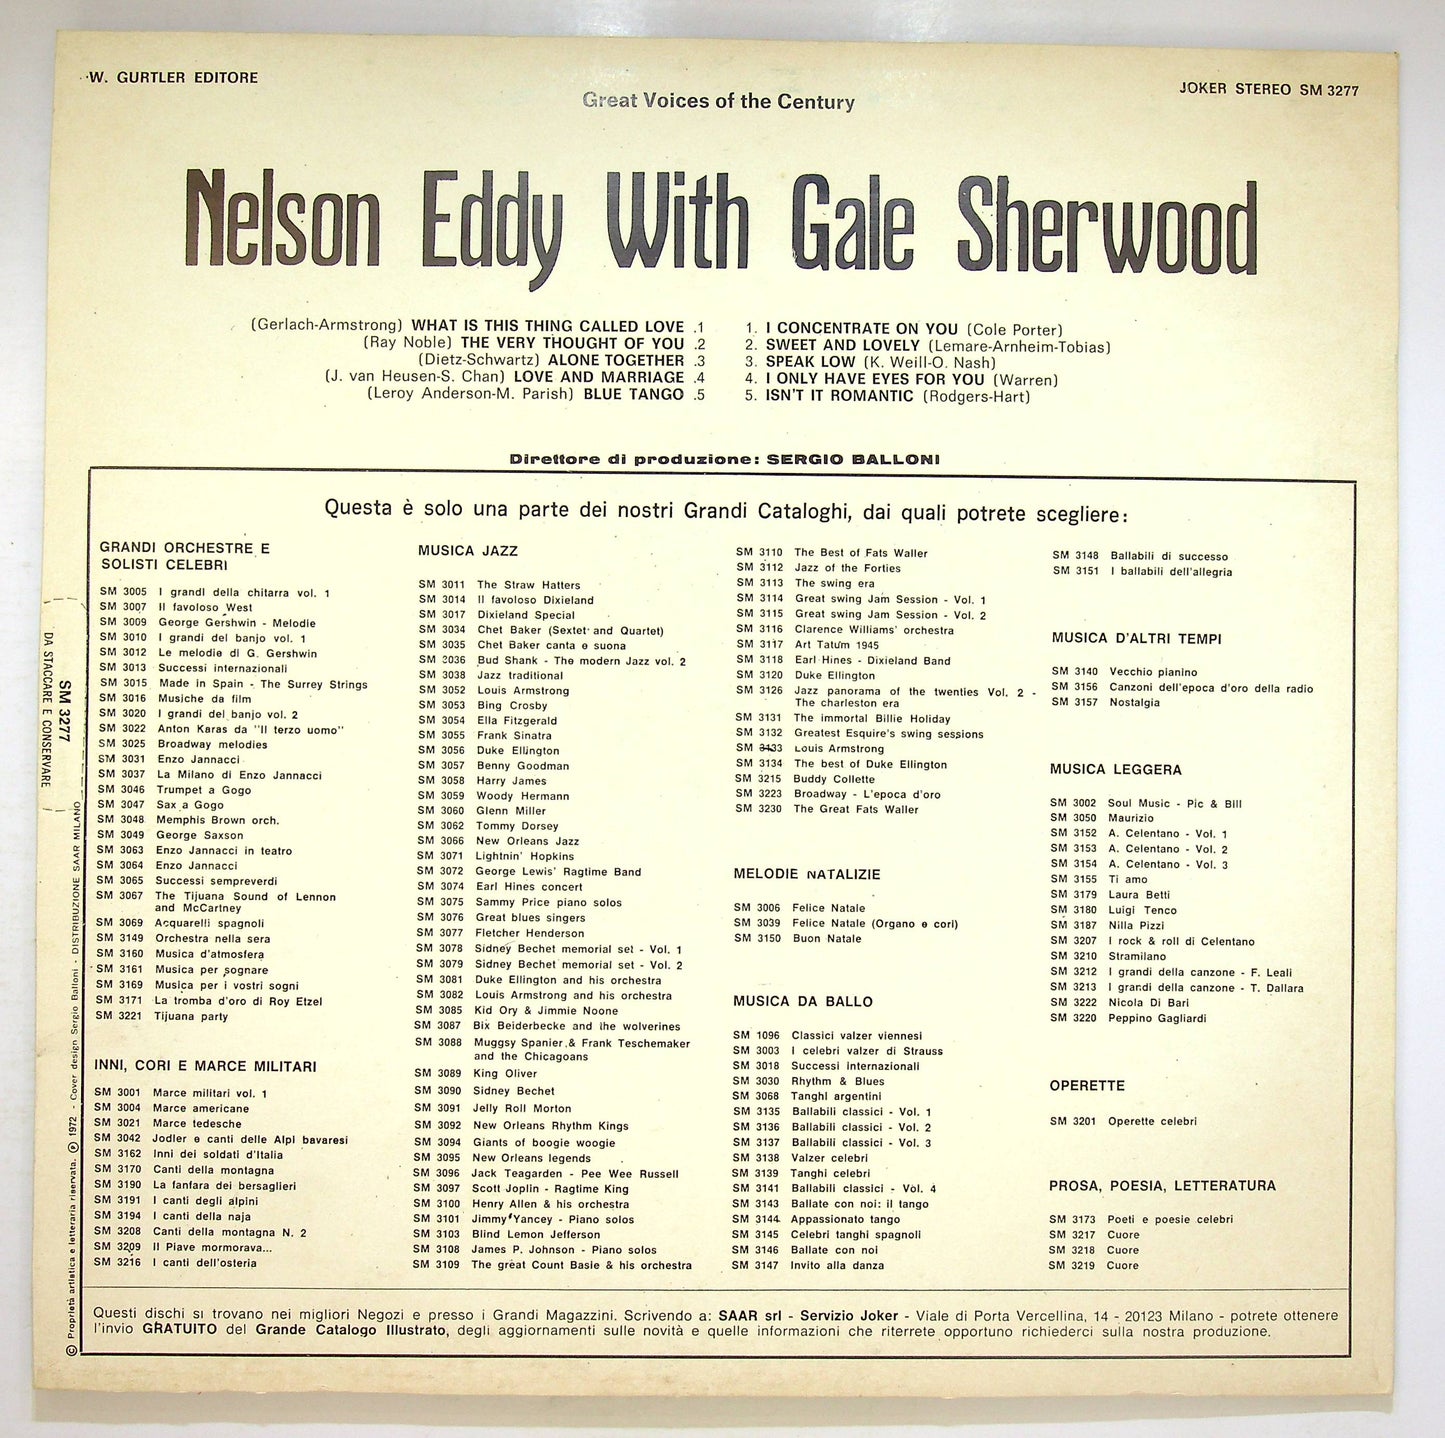 W. GURTLER EDITORE
JOKER STEREO SM 3277
Great Voices of the Century
Nelson Eddy With Gale Sherwood
(Gerlach-Armstrong) WHAT IS THIS THING CALLED LOVE .1
(Ray Noble) THE VERY THOUGHT OF YOU .2
(Dietz-Schwartz) ALONE TOGETHER .3
(J. van Heusen-S. Chan) LOVE AND MARRIAGE .4
(Leroy Anderson-M. Parish) BLUE TANGO .5
1. I CONCENTRATE ON YOU (Cole Porter)
2. SWEET AND LOVELY (Lemare-Arnheim-Tobias)
3. SPEAK LOW (K. Weill-O. Nash)
4. I ONLY HAVE EYES FOR YOU (Warren)
5. ISN'T IT ROMANTIC (Rodgers-Hart)
Direttore di produzione: SERGIO BALLONI
Questa è solo una parte dei nostri Grandi Cataloghi, dai quali potrete scegliere:
GRANDI ORCHESTRE E
SOLISTI CELEBRI
SM 3005 I grandi della chitarra vol. 1
SM 3007 Il favoloso West
SM 3009 George Gershwin - Melodie
SM 3010 I grandi del banjo vol. 1
SM 3012 Le melodie di G. Gershwin
SM 3013 Successi internazionali
SM 3015 Made in Spain - The Surrey Strings
SM 3016 Musiche da film
SM 3020 I grandi del banjo vol. 2
SM 3022 Anton Karas da "Il terzo uomo"
SM 3025 Broadway melodies
SM 3031 Enzo Jannacci
SM 3037 La Milano di Enzo Jannacci
SM 3046 Trumpet a Gogo
SM 3047 Sax a Gogo
SM 3048 Memphis Brown orch.
SM 3049 George Saxson
SM 3063 Enzo Jannacci in teatro
SM 3064 Enzo Jannacci
SM 3065 Successi sempreverdi
SM 3067 The Tijuana Sound of Lennon
and McCartney
SM 3069 Acquarelli spagnoli
SM 3149 Orchestra nella sera
SM 3160 Musica d'atmosfera
SM 3161 Musica per sognare
SM 3169 Musica per i vostri sogni
SM 3171 La tromba d'oro di Roy Etzel
SM 3221 Tijuana party
INNI, CORI E MARCE MILITARI
SM 3001 Marce militari vol. 1
SM 3004 Marce americane
SM 3021 Marce tedesche
SM 3042 Jodler e canti delle Alpi bavaresi
SM 3162 Inni dei soldati d'Italia
SM 3170 Canti della montagna
SM 3190 La fanfara dei bersaglieri
SM 3191 I canti degli alpini
SM 3194 I canti della naja
SM 3208 Canti della montagna N. 2
SM 3209 Il Piave mormorava...
SM 3216 I canti dell'osteria
MUSICA JAZZ
SM 3011 The Straw Hatters
SM 3014 Il favoloso Dixieland
SM 3017 Dixieland Special
SM 3034 Chet Baker (Sextet and Quartet)
SM 3035 Chet Baker canta e suona
SM 3036 Bud Shank - The modern Jazz vol. 2
SM 3038 Jazz traditional
SM 3052 Louis Armstrong
SM 3053 Bing Crosby
SM 3054 Ella Fitzgerald
SM 3055 Frank Sinatra
SM 3056 Duke Ellington
SM 3057 Benny Goodman
SM 3058 Harry James
SM 3059 Woody Hermann
SM 3060 Glenn Miller
SM 3062 Tommy Dorsey
SM 3066 New Orleans Jazz
SM 3071 Lightnin' Hopkins
SM 3072 George Lewis' Ragtime Band
SM 3074 Earl Hines concert
SM 3075 Sammy Price piano solos
SM 3076 Great blues singers
SM 3077 Fletcher Henderson
SM 3078 Sidney Bechet memorial set - Vol. 1
SM 3079 Sidney Bechet memorial set - Vol. 2
SM 3081 Duke Ellington and his orchestra
SM 3082 Louis Armstrong and his orchestra
SM 3085 Kid Ory & Jimmie Noone
SM 3087 Bix Beiderbecke and the wolverines
SM 3088 Muggsy Spanier & Frank Teschemaker
and the Chicagoans
SM 3089 King Oliver
SM 3090 Sidney Bechet
SM 3091 Jelly Roll Morton
SM 3092 New Orleans Rhythm Kings
SM 3094 Giants of boogie woogie
SM 3095 New Orleans legends
SM 3096 Jack Teagarden - Pee Wee Russell
SM 3097 Scott Joplin - Ragtime King
SM 3100 Henry Allen & his orchestra
SM 3101 Jimmy Yancey - Piano solos
SM 3103 Blind Lemon Jefferson
SM 3108 James P. Johnson - Piano solos
SM 3109 The great Count Basie & his orchestra
SM 3110 The Best of Fats Waller
SM 3112 Jazz of the Forties
SM 3113 The swing era
SM 3114 Great swing Jam Session - Vol. 1
SM 3115 Great swing Jam Session - Vol. 2
SM 3116 Clarence Williams' orchestra
SM 3117 Art Tatum 1945
SM 3118 Earl Hines - Dixieland Band
SM 3120 Duke Ellington
SM 3126 Jazz panorama of the twenties Vol. 2 -
The charleston era
SM 3131 The immortal Billie Holiday
SM 3132 Greatest Esquire's swing sessions
SM 3133 Louis Armstrong
SM 3134 The best of Duke Ellington
SM 3215 Buddy Collette
SM 3223 Broadway - L'epoca d'oro
SM 3230 The Great Fats Waller
MELODIE NATALIZIE
SM 3006 Felice Natale
SM 3039 Felice Natale (Organo e cori)
SM 3150 Buon Natale
MUSICA DA BALLO
SM 1096 Classici valzer viennesi
SM 3003 I celebri valzer di Strauss
SM 3018 Successi internazionali
SM 3030 Rhythm & Blues
SM 3068 Tanghi argentini
SM 3135 Ballabili classici - Vol. 1
SM 3136 Ballabili classici - Vol. 2
SM 3137 Ballabili classici - Vol. 3
SM 3138 Valzer celebri
SM 3139 Tanghi celebri
SM 3141 Ballabili classici - Vol. 4
SM 3143 Ballate con noi: il tango
SM 3144 Appassionato tango
SM 3145 Celebri tanghi spagnoli
SM 3146 Ballate con noi
SM 3147 Invito alla danza
SM 3148 Ballabili di successo
SM 3151 I ballabili dell'allegria
MUSICA D'ALTRI TEMPI
SM 3140 Vecchio pianino
SM 3156 Canzoni dell'epoca d'oro della radio
SM 3157 Nostalgia
MUSICA LEGGERA
SM 3002 Soul Music - Pic & Bill
SM 3050 Maurizio
SM 3152 A. Celentano - Vol. 1
SM 3153 A. Celentano - Vol. 2
SM 3154 A. Celentano - Vol. 3
SM 3155 Ti amo
SM 3179 Laura Betti
SM 3180 Luigi Tenco
SM 3187 Nilla Pizzi
SM 3207 I rock & roll di Celentano
SM 3210 Stramilano
SM 3212 I grandi della canzone - F. Leali
SM 3213 I grandi della canzone - T. Dallara
SM 3222 Nicola Di Bari
SM 3220 Peppino Gagliardi
OPERETTE
SM 3201 Operette celebri
PROSA, POESIA, LETTERATURA
SM 3173 Poeti e poesie celebri
SM 3217 Cuore
SM 3218 Cuore
SM 3219 Cuore
Questi dischi si trovano nei migliori Negozi e presso i Grandi Magazzini. Scrivendo a: SAAR srl - Servizio Joker - Viale di Porta Vercellina, 14 - 20123 Milano - potrete ottenere
l'invio GRATUITO del Grande Catalogo Illustrato, degli aggiornamenti sulle novità e quelle informazioni che riterrete opportuno richiederci sulla nostra produzione.
SM 3277
DA STACCARE E CONSERVARE
© Proprietà artistica e letteraria riservata. ℗ 1972 - Cover design Sergio Balloni - DISTRIBUZIONE SAAR MILANO